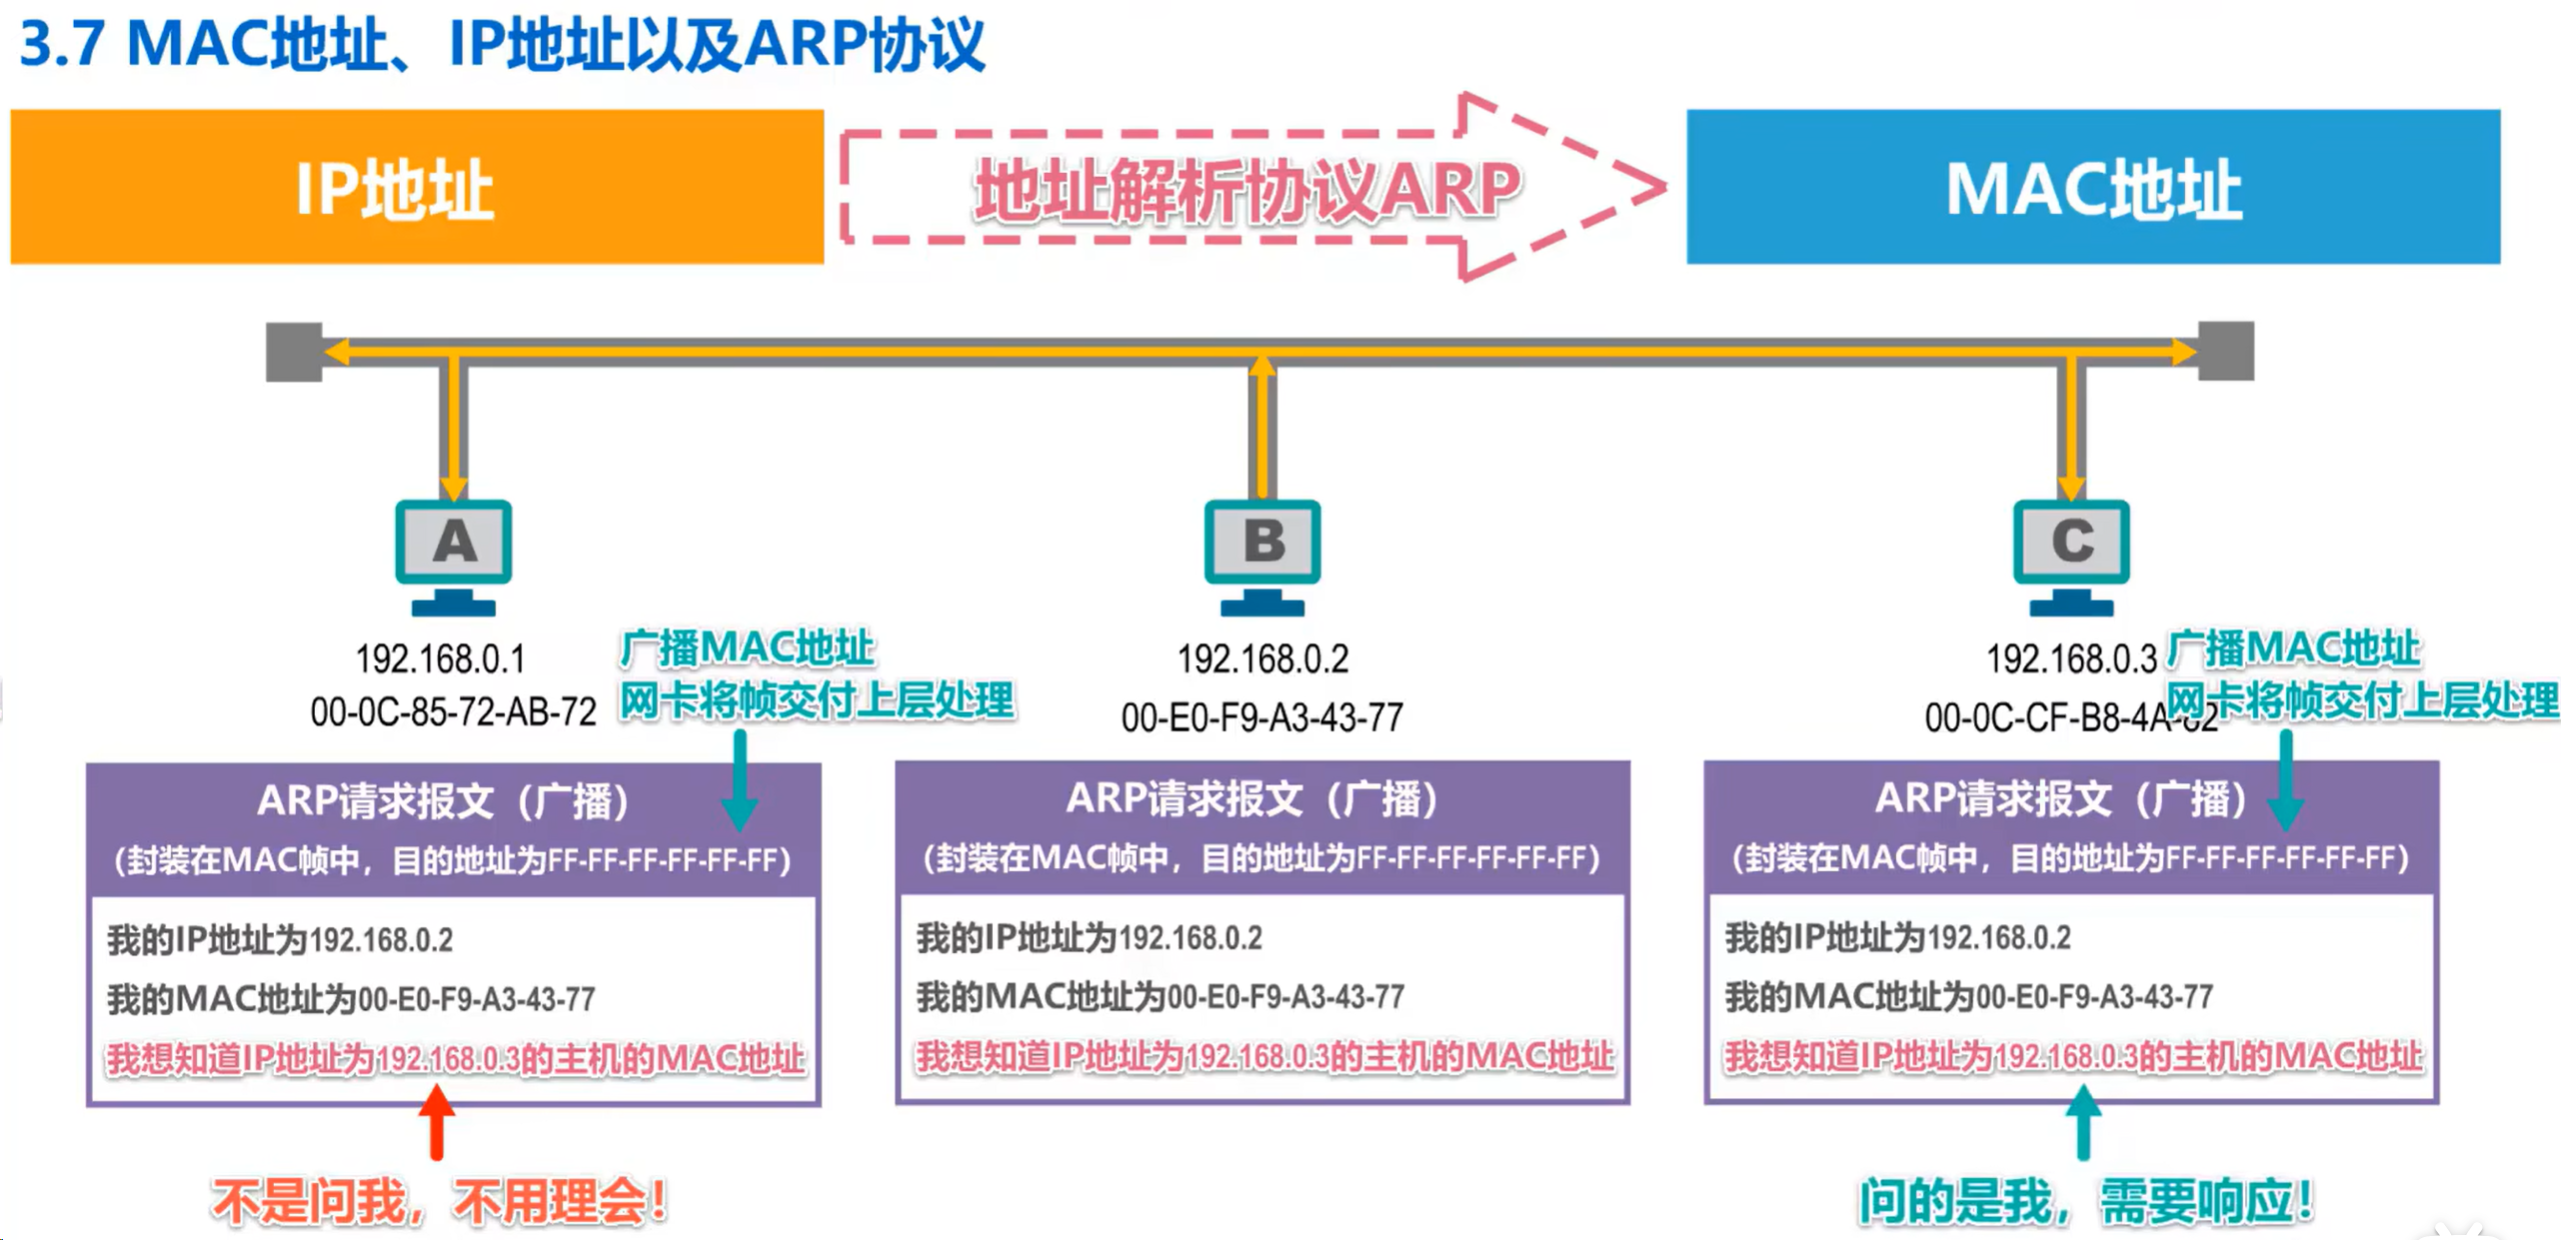 3.7 MAC地址、IP地址以及ARP协议
IP地址
地址解析协议ARP
MAC地址
A
B
C
192.168.0.1
00-0C-85-72-AB-72
广播MAC地址
网卡将帧交付上层处理
192.168.0.2
00-E0-F9-A3-43-77
192.168.0.3
00-0C-CF-B8-4A-82
广播MAC地址
网卡将帧交付上层处理
ARP请求报文（广播）
（封装在MAC帧中，目的地址为FF-FF-FF-FF-FF-FF）
我的IP地址为192.168.0.2
我的MAC地址为00-E0-F9-A3-43-77
我想知道IP地址为192.168.0.3的主机的MAC地址
不是问我，不用理会！
ARP请求报文（广播）
（封装在MAC帧中，目的地址为FF-FF-FF-FF-FF-FF）
我的IP地址为192.168.0.2
我的MAC地址为00-E0-F9-A3-43-77
我想知道IP地址为192.168.0.3的主机的MAC地址
ARP请求报文（广播）
（封装在MAC帧中，目的地址为FF-FF-FF-FF-FF-FF）
我的IP地址为192.168.0.2
我的MAC地址为00-E0-F9-A3-43-77
我想知道IP地址为192.168.0.3的主机的MAC地址
问的是我，需要响应！